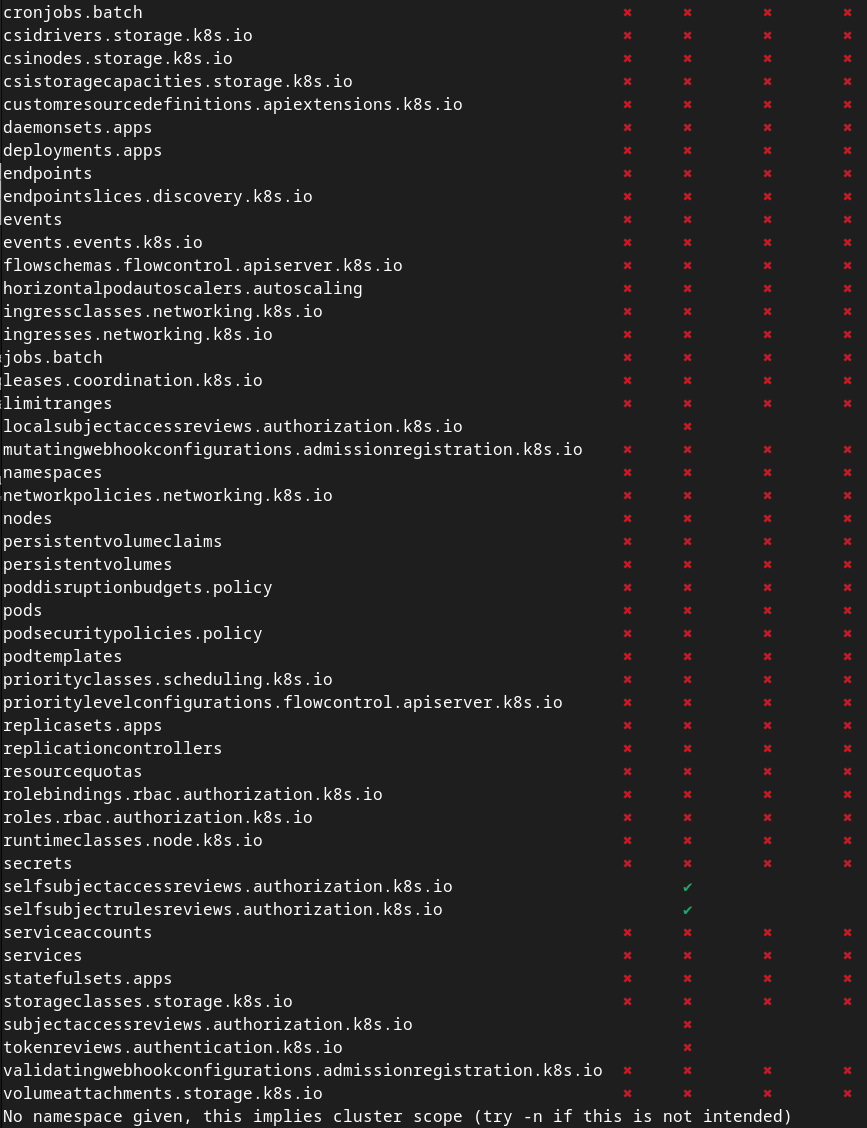 cronjobs.batch ✖ ✖ ✖ ✖
csidrivers.storage.k8s.io ✖ ✖ ✖ ✖
csinodes.storage.k8s.io ✖ ✖ ✖ ✖
csistoragecapacities.storage.k8s.io ✖ ✖ ✖ ✖
customresourcedefinitions.apiextensions.k8s.io ✖ ✖ ✖ ✖
daemonsets.apps ✖ ✖ ✖ ✖
deployments.apps ✖ ✖ ✖ ✖
endpoints ✖ ✖ ✖ ✖
endpointslices.discovery.k8s.io ✖ ✖ ✖ ✖
events ✖ ✖ ✖ ✖
events.events.k8s.io ✖ ✖ ✖ ✖
flowschemas.flowcontrol.apiserver.k8s.io ✖ ✖ ✖ ✖
horizontalpodautoscalers.autoscaling ✖ ✖ ✖ ✖
ingressclasses.networking.k8s.io ✖ ✖ ✖ ✖
ingresses.networking.k8s.io ✖ ✖ ✖ ✖
jobs.batch ✖ ✖ ✖ ✖
leases.coordination.k8s.io ✖ ✖ ✖ ✖
limitranges ✖ ✖ ✖ ✖
localsubjectaccessreviews.authorization.k8s.io ✖
mutatingwebhookconfigurations.admissionregistration.k8s.io ✖ ✖ ✖ ✖
namespaces ✖ ✖ ✖ ✖
networkpolicies.networking.k8s.io ✖ ✖ ✖ ✖
nodes ✖ ✖ ✖ ✖
persistentvolumeclaims ✖ ✖ ✖ ✖
persistentvolumes ✖ ✖ ✖ ✖
poddisruptionbudgets.policy ✖ ✖ ✖ ✖
pods ✖ ✖ ✖ ✖
podsecuritypolicies.policy ✖ ✖ ✖ ✖
podtemplates ✖ ✖ ✖ ✖
priorityclasses.scheduling.k8s.io ✖ ✖ ✖ ✖
prioritylevelconfigurations.flowcontrol.apiserver.k8s.io ✖ ✖ ✖ ✖
replicasets.apps ✖ ✖ ✖ ✖
replicationcontrollers ✖ ✖ ✖ ✖
resourcequotas ✖ ✖ ✖ ✖
rolebindings.rbac.authorization.k8s.io ✖ ✖ ✖ ✖
roles.rbac.authorization.k8s.io ✖ ✖ ✖ ✖
runtimeclasses.node.k8s.io ✖ ✖ ✖ ✖
secrets ✖ ✖ ✖ ✖
selfsubjectaccessreviews.authorization.k8s.io ✔
selfsubjectrulesreviews.authorization.k8s.io ✔
serviceaccounts ✖ ✖ ✖ ✖
services ✖ ✖ ✖ ✖
statefulsets.apps ✖ ✖ ✖ ✖
storageclasses.storage.k8s.io ✖ ✖ ✖ ✖
subjectaccessreviews.authorization.k8s.io ✖
tokenreviews.authentication.k8s.io ✖
validatingwebhookconfigurations.admissionregistration.k8s.io ✖ ✖ ✖ ✖
volumeattachments.storage.k8s.io ✖ ✖ ✖ ✖
No namespace given, this implies cluster scope (try -n if this is not intended)